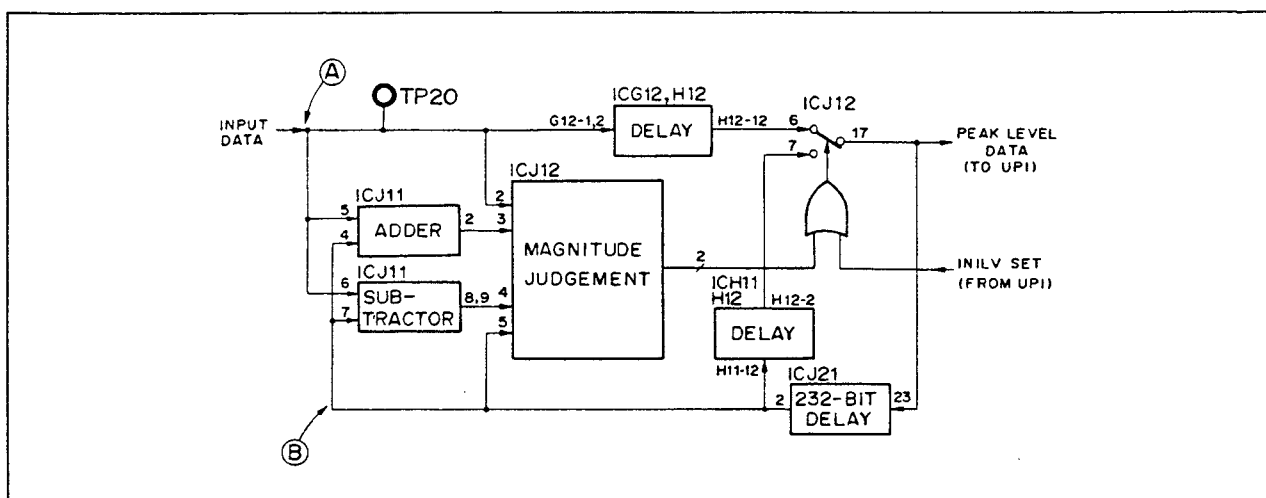 A
TP20
ICG12, H12
ICJ12
INPUT
DATA
G12-1,2
DELAY
H12-12
6
17
PEAK LEVEL
DATA
(TO UPI)
7
ICJ12
ICJ11
2
5
ADDER
2
3
4
MAGNITUDE
JUDGEMENT
2
ICJ11
6
SUB-
TRACTOR
8,9
4
7
5
INILV SET
(FROM UPI)
ICH11
H12
H12-2
DELAY
H11-12
ICJ21
2
232-BIT
DELAY
23
B